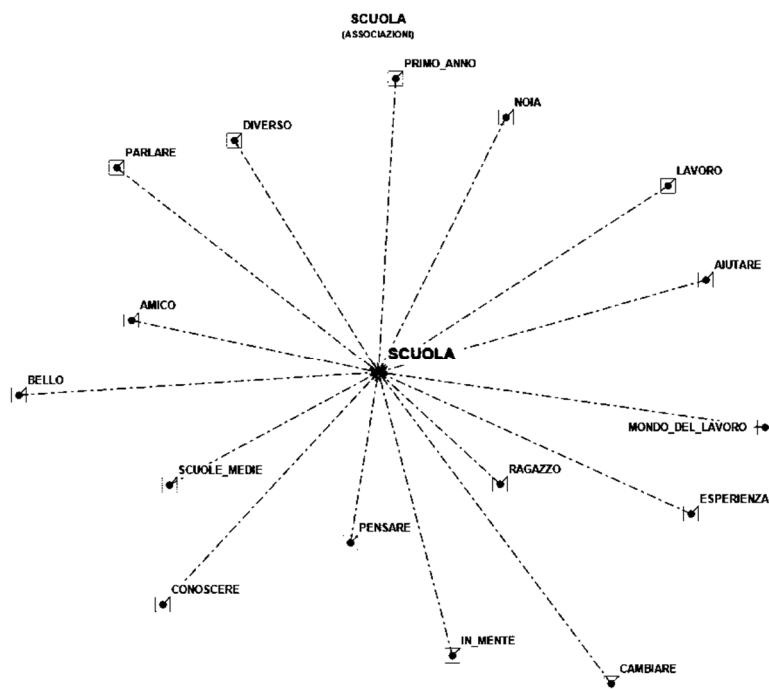 SCUOLA
(ASSOCIAZIONI)
PRIMO_ANNO
NOIA
DIVERSO
PARLARE
LAVORO
AIUTARE
AMICO
SCUOLA
BELLO
MONDO_DEL_LAVORO
SCUOLE_MEDIE
RAGAZZO
ESPERIENZA
PENSARE
CONOSCERE
IN_MENTE
CAMBIARE